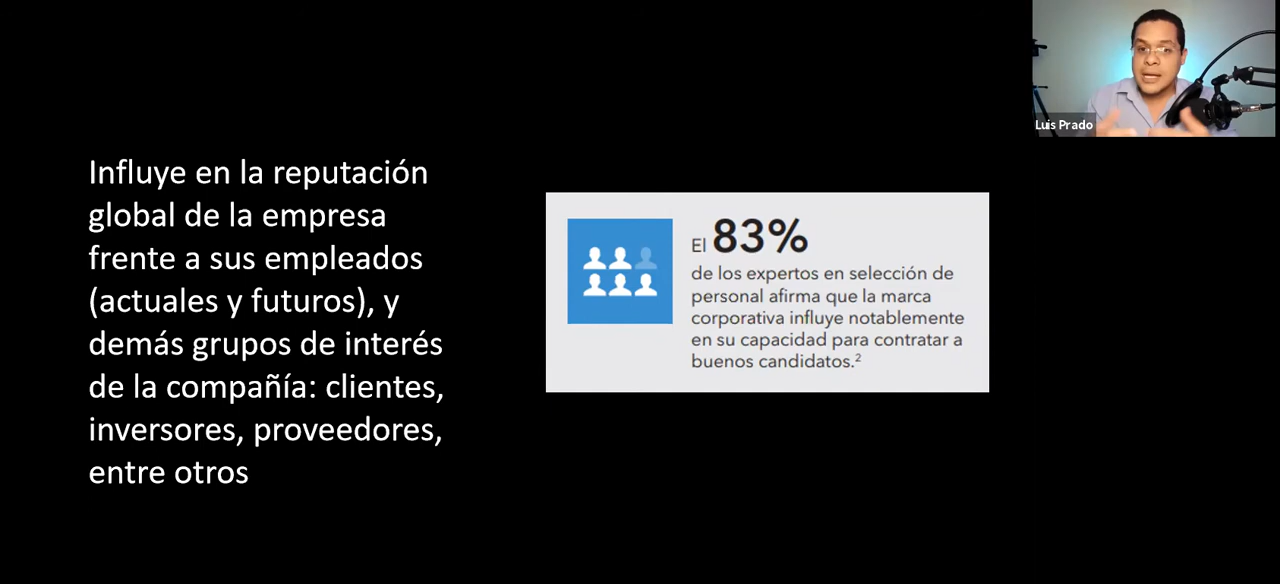 Influye en la reputación
global de la empresa
frente a sus empleados
(actuales y futuros), y
demás grupos de interés
de la compañía: clientes,
inversores, proveedores,
entre otros
El 83%
de los expertos en selección de
personal afirma que la marca
corporativa influye notablemente
en su capacidad para contratar a
buenos candidatos.²
Luis Prado